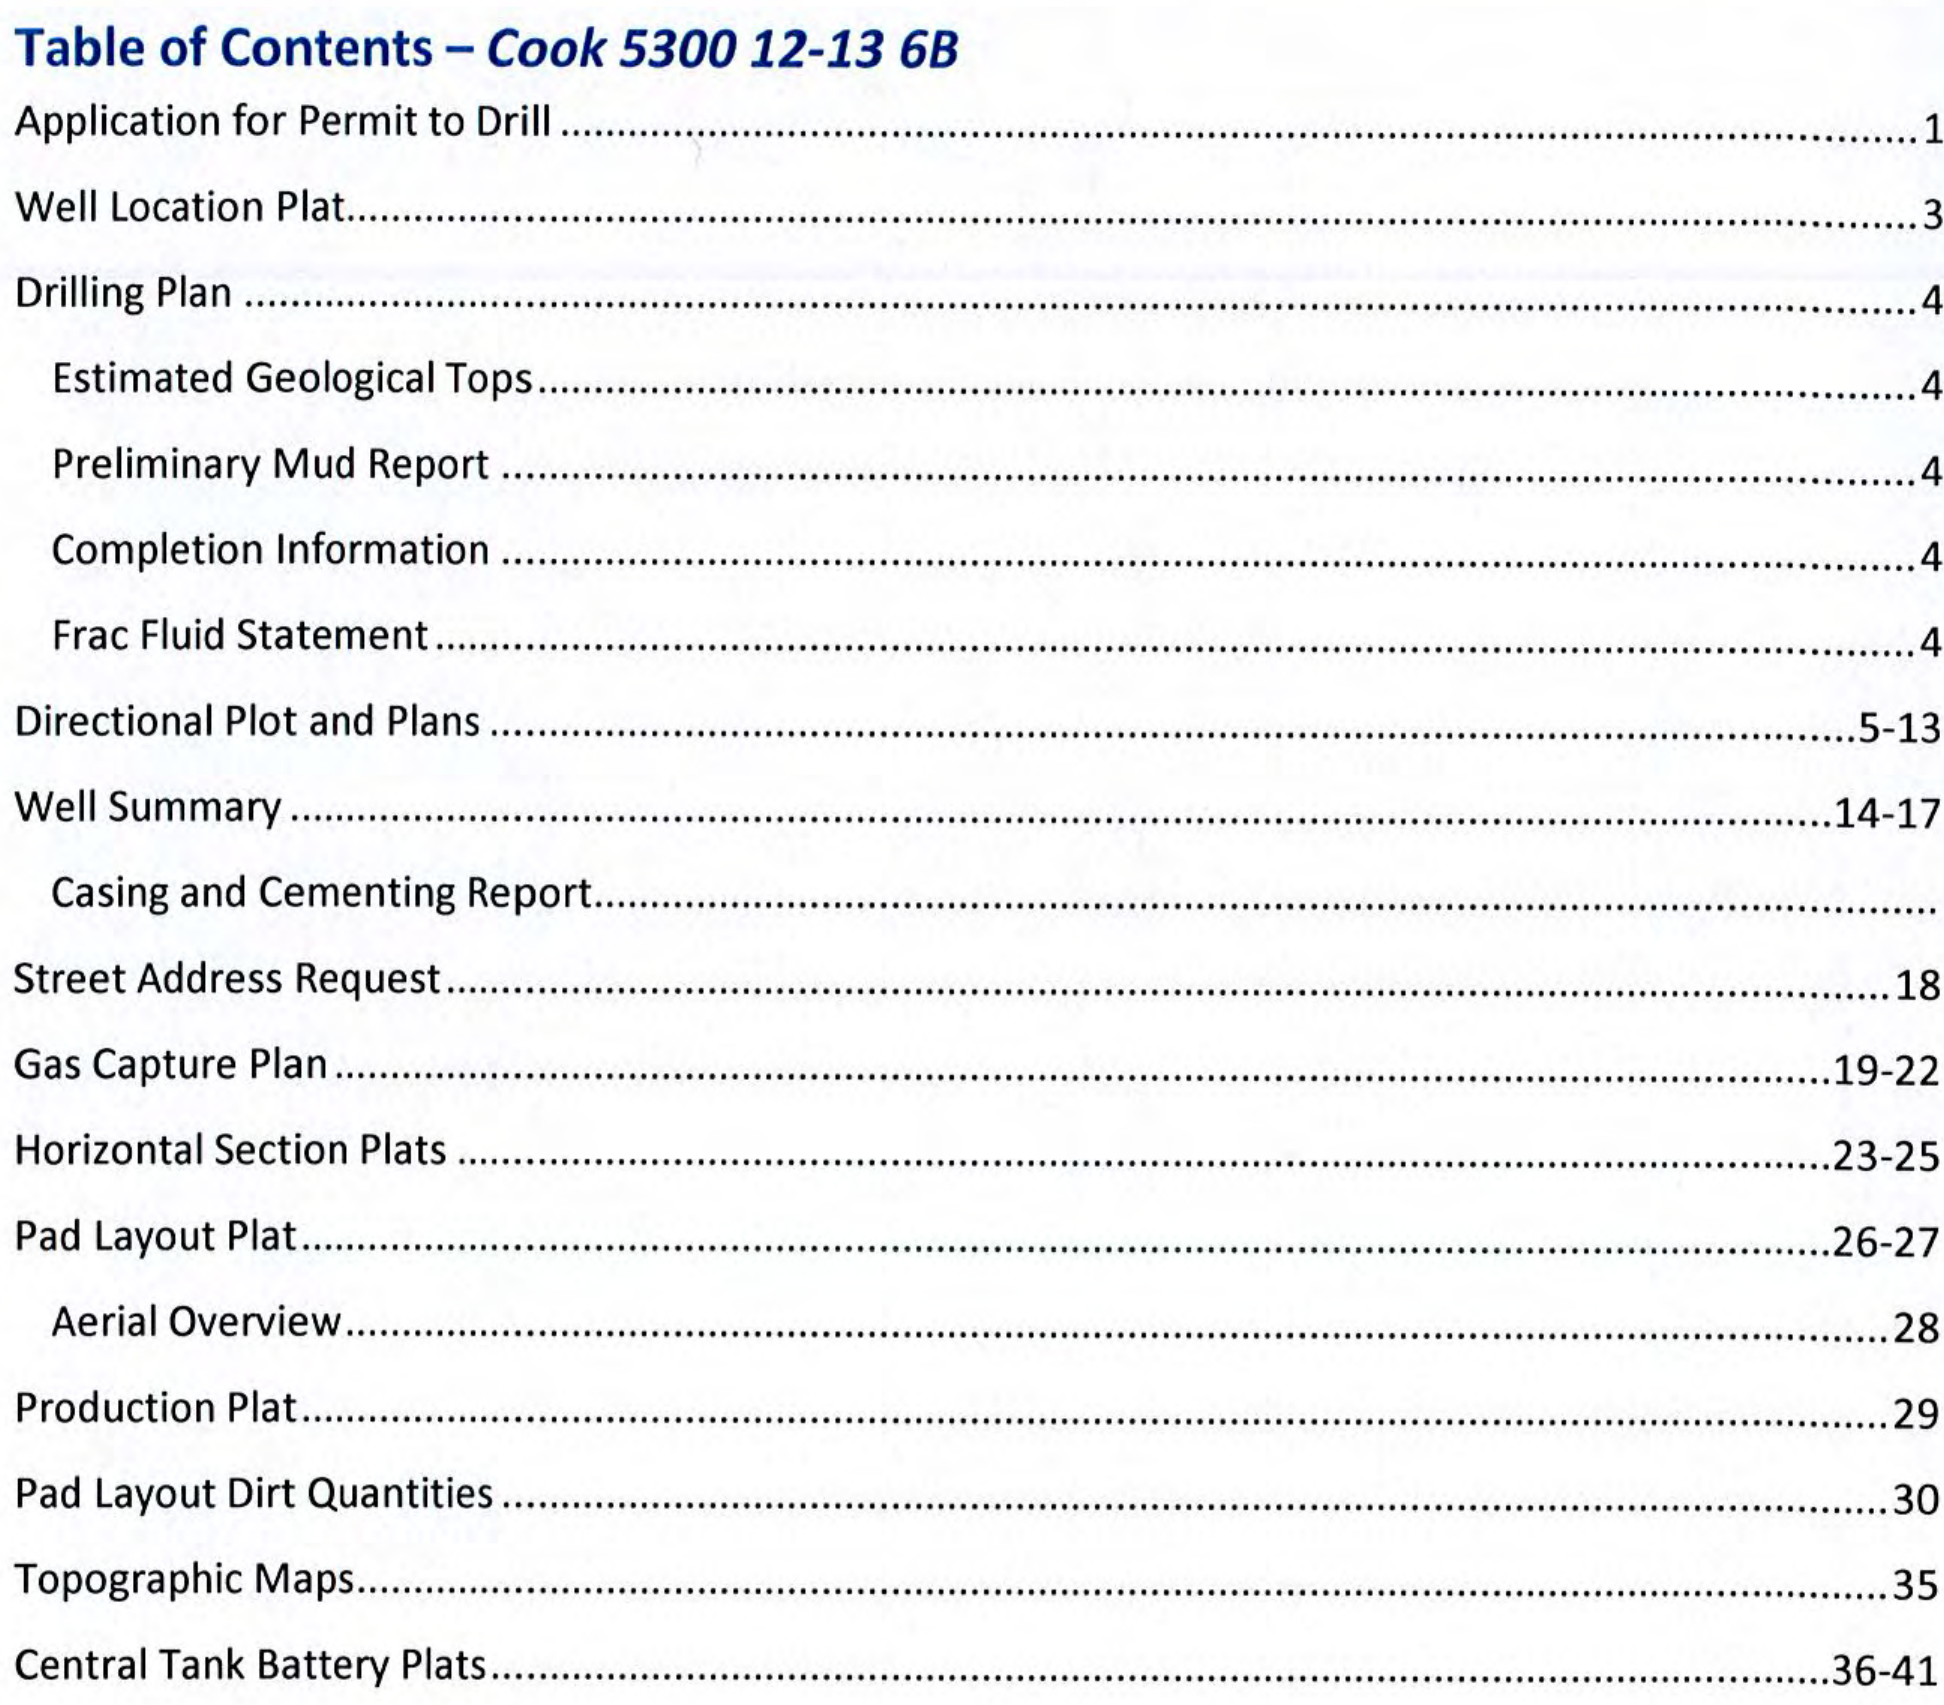 Table of Contents – Cook 5300 12-13 6B
Application for Permit to Drill ........ 1
Well Location Plat........ 3
Drilling Plan ........ 4
Estimated Geological Tops........ 4
Preliminary Mud Report ........ 4
Completion Information ........ 4
Frac Fluid Statement........ 4
Directional Plot and Plans ........ 5-13
Well Summary ........ 14-17
Casing and Cementing Report........
Street Address Request........ 18
Gas Capture Plan ........ 19-22
Horizontal Section Plats ........ 23-25
Pad Layout Plat........ 26-27
Aerial Overview........ 28
Production Plat........ 29
Pad Layout Dirt Quantities ........ 30
Topographic Maps........ 35
Central Tank Battery Plats........ 36-41